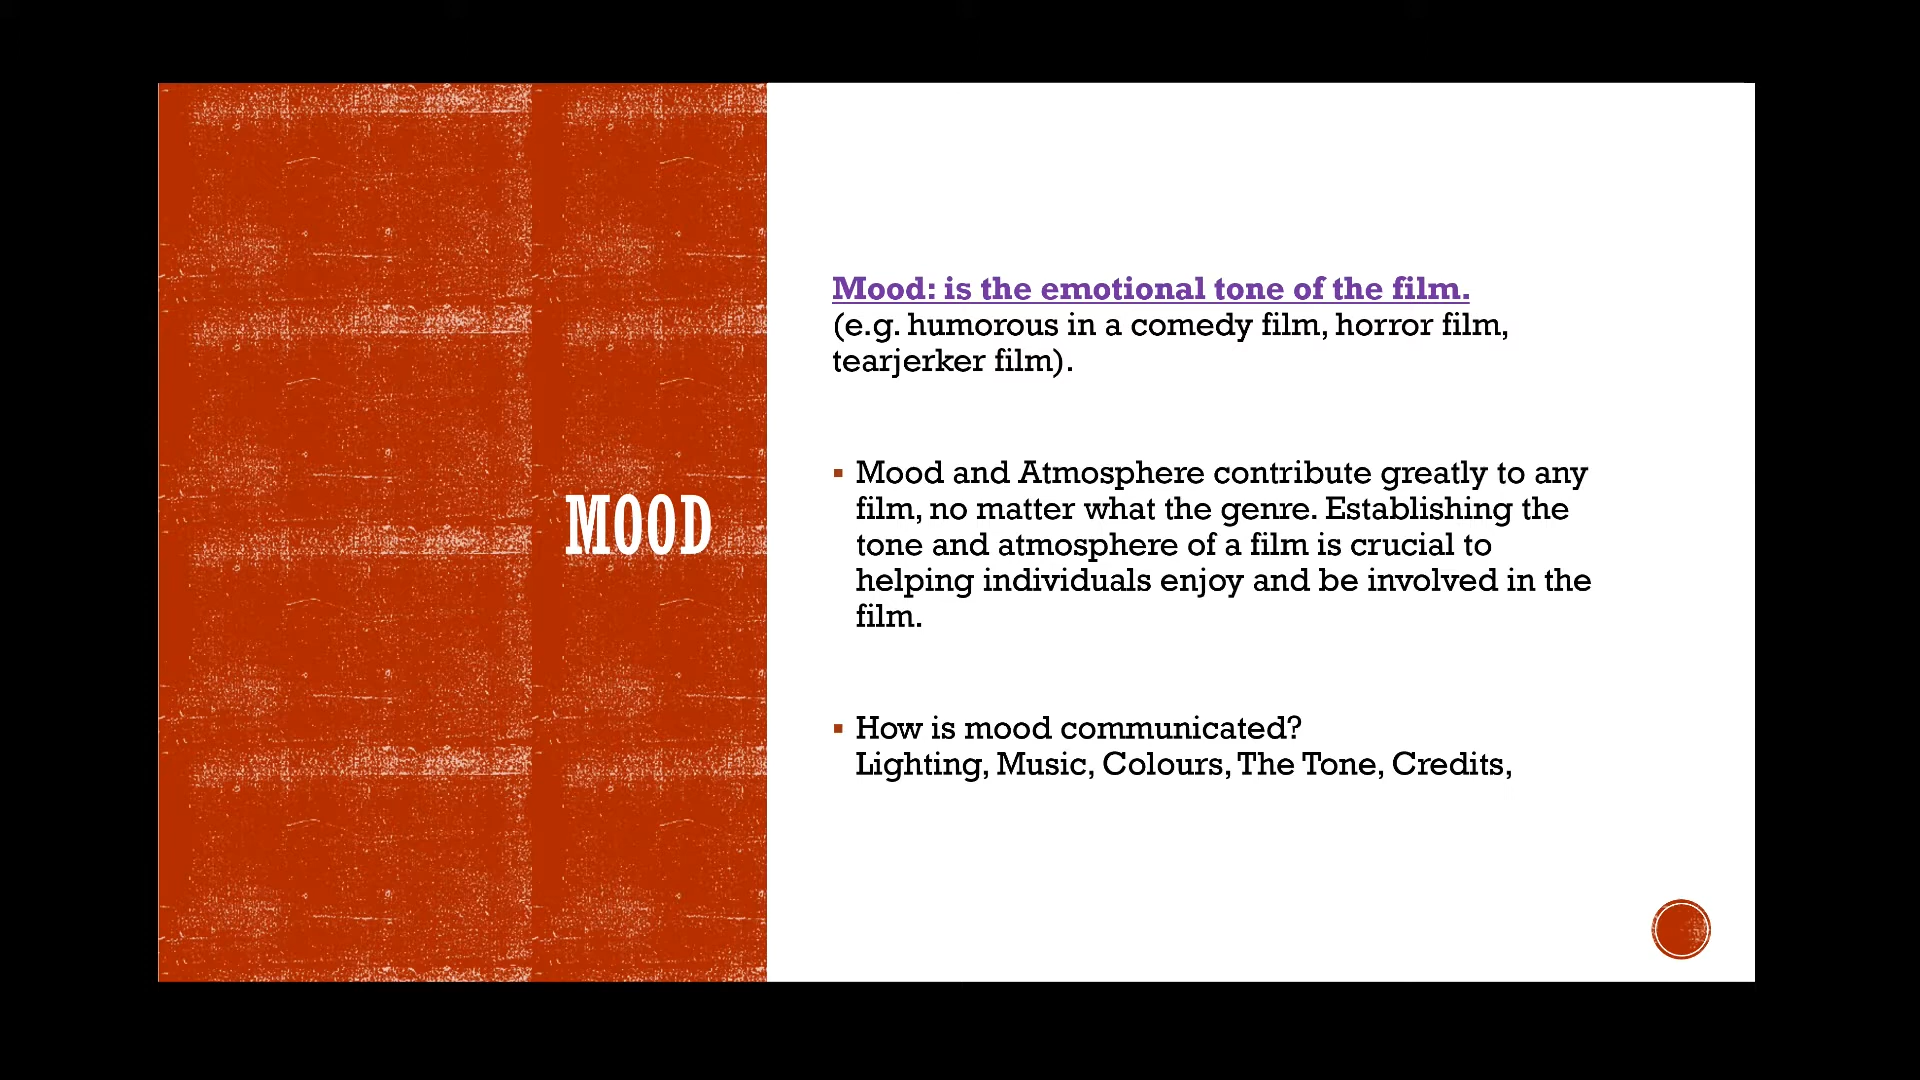 MOOD
Mood: is the emotional tone of the film.
(e.g. humorous in a comedy film, horror film,
tearjerker film).
▪ Mood and Atmosphere contribute greatly to any
film, no matter what the genre. Establishing the
tone and atmosphere of a film is crucial to
helping individuals enjoy and be involved in the
film.
▪ How is mood communicated?
Lighting, Music, Colours, The Tone, Credits,